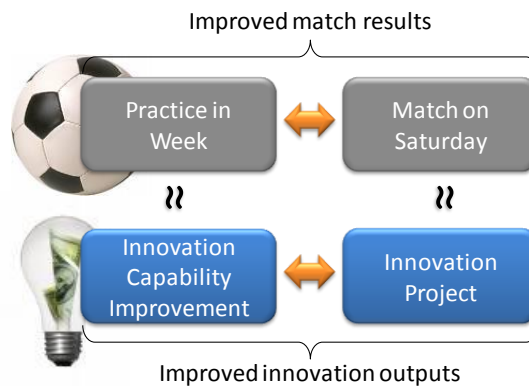 Improved match results
Practice in
Week
Match on
Saturday
≈
≈
Innovation
Capability
Improvement
Innovation
Project
Improved innovation outputs